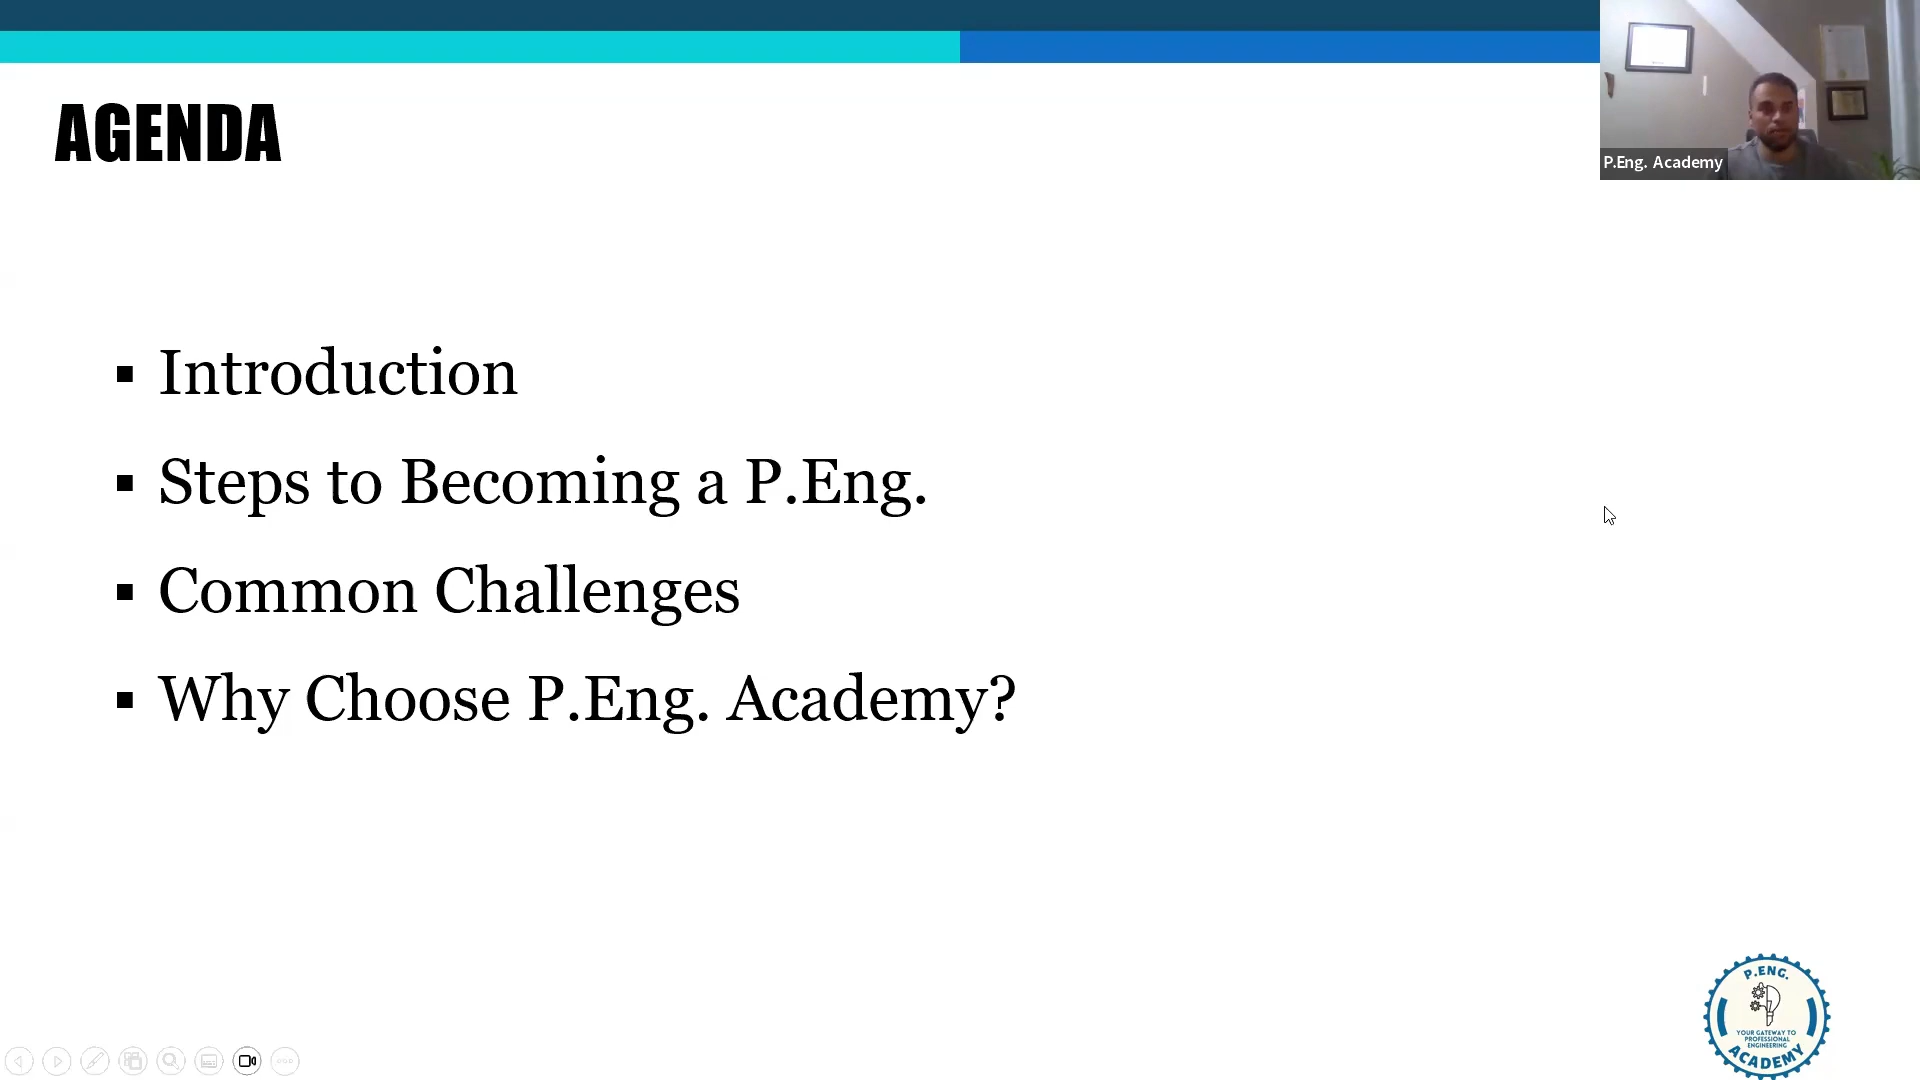 AGENDA
P.Eng. Academy
▪ Introduction
▪ Steps to Becoming a P.Eng.
▪ Common Challenges
▪ Why Choose P.Eng. Academy?
P.ENG.
YOUR GATEWAY TO
PROFESSIONAL
ENGINEERING
ACADEMY